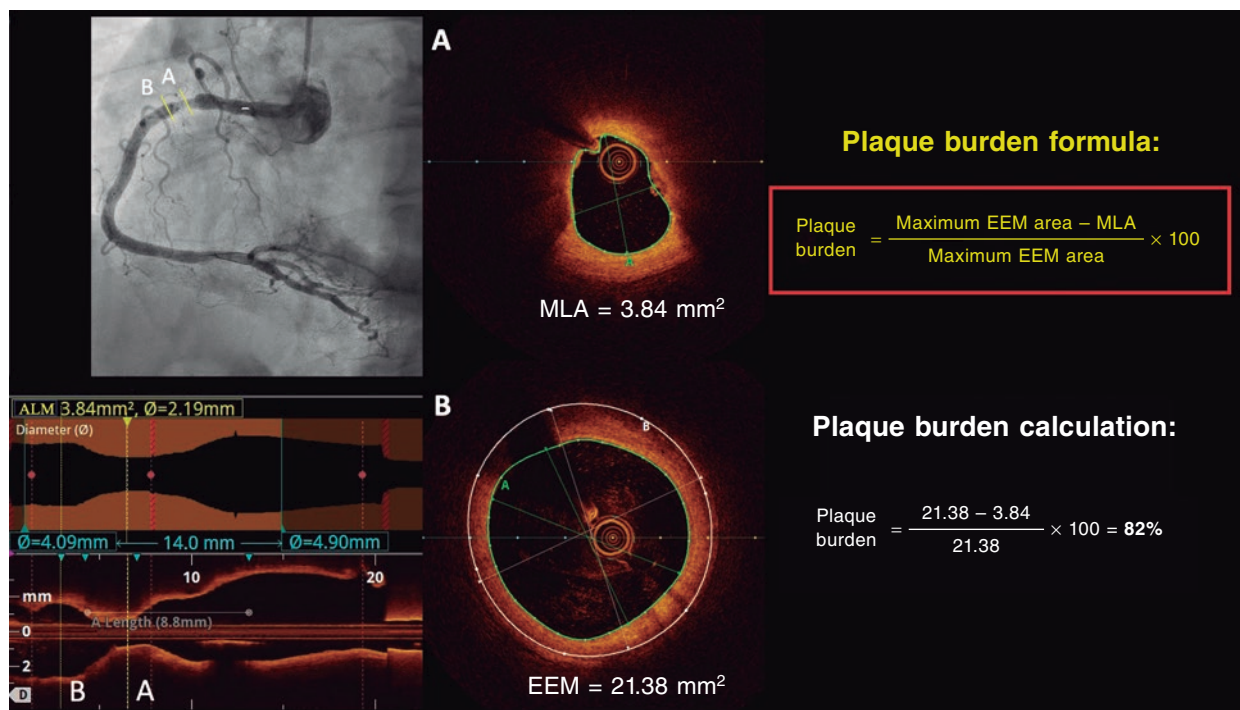 B A
A
MLA = 3.84 mm²
Plaque burden formula:
Plaque burden = Maximum EEM area – MLA / Maximum EEM area × 100
ALM 3.84mm², Ø=2.19mm
Diameter (Ø)
Ø=4.09mm 14.0 mm Ø=4.90mm
10 20
mm
A Length (8.8mm)
0
2
D B A
B
B
A
A
EEM = 21.38 mm²
Plaque burden calculation:
Plaque burden = 21.38 – 3.84 / 21.38 × 100 = 82%